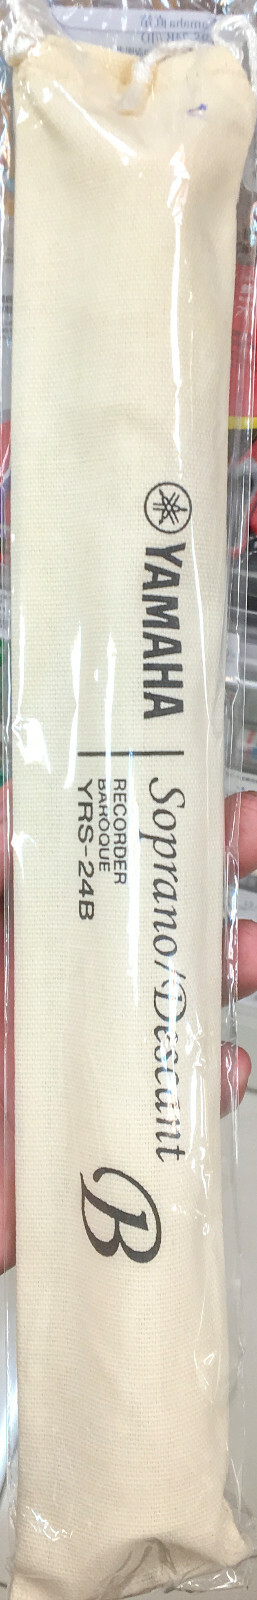 YAMAHA
Soprano/Descant
RECORDER
BAROQUE
YRS-24B
B